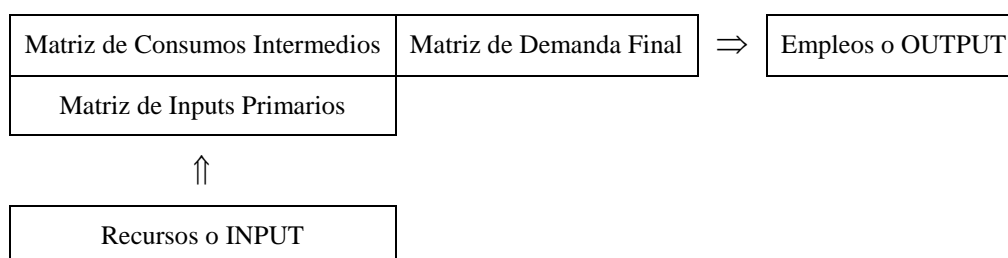 Matriz de Consumos Intermedios Matriz de Demanda Final ⇒ Empleos o OUTPUT
Matriz de Inputs Primarios
⇑
Recursos o INPUT